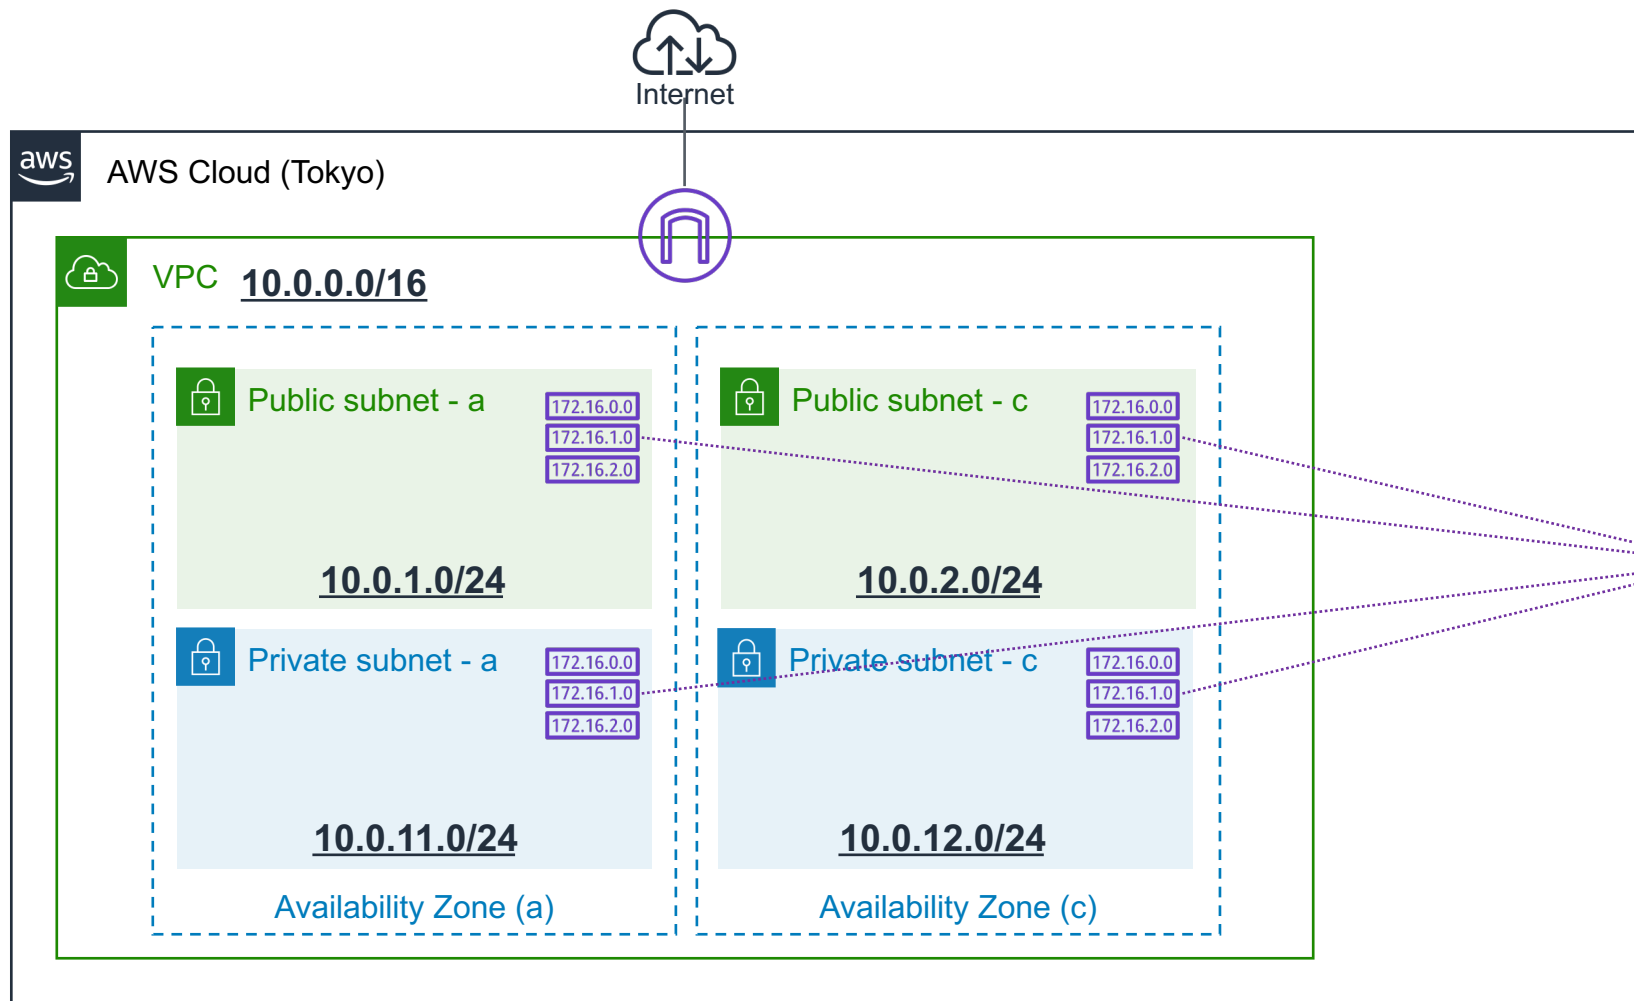 Internet
aws
AWS Cloud (Tokyo)
VPC 10.0.0.0/16
Public subnet - a
172.16.0.0
172.16.1.0
172.16.2.0
10.0.1.0/24
Public subnet - c
172.16.0.0
172.16.1.0
172.16.2.0
10.0.2.0/24
Private subnet - a
172.16.0.0
172.16.1.0
172.16.2.0
10.0.11.0/24
Private subnet - c
172.16.0.0
172.16.1.0
172.16.2.0
10.0.12.0/24
Availability Zone (a)
Availability Zone (c)